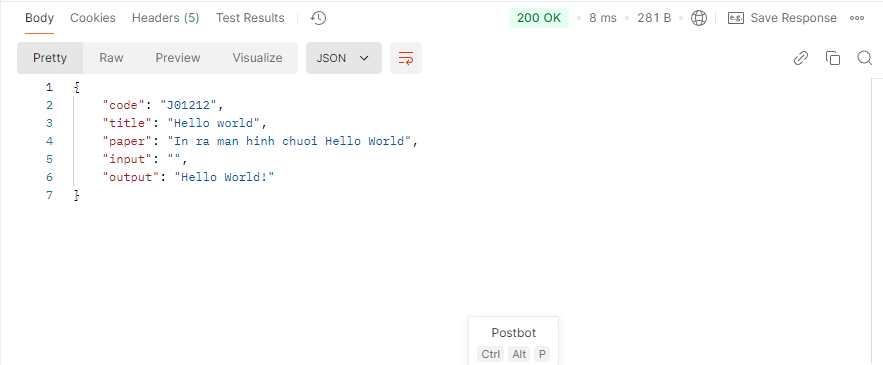 Body Cookies Headers (5) Test Results 200 OK 8 ms 281 B e.g. Save Response
Pretty Raw Preview Visualize JSON
1 {
2 "code": "J01212",
3 "title": "Hello world",
4 "paper": "In ra man hinh chuoi Hello World",
5 "input": "",
6 "output": "Hello World!"
7 }
Postbot
Ctrl Alt P